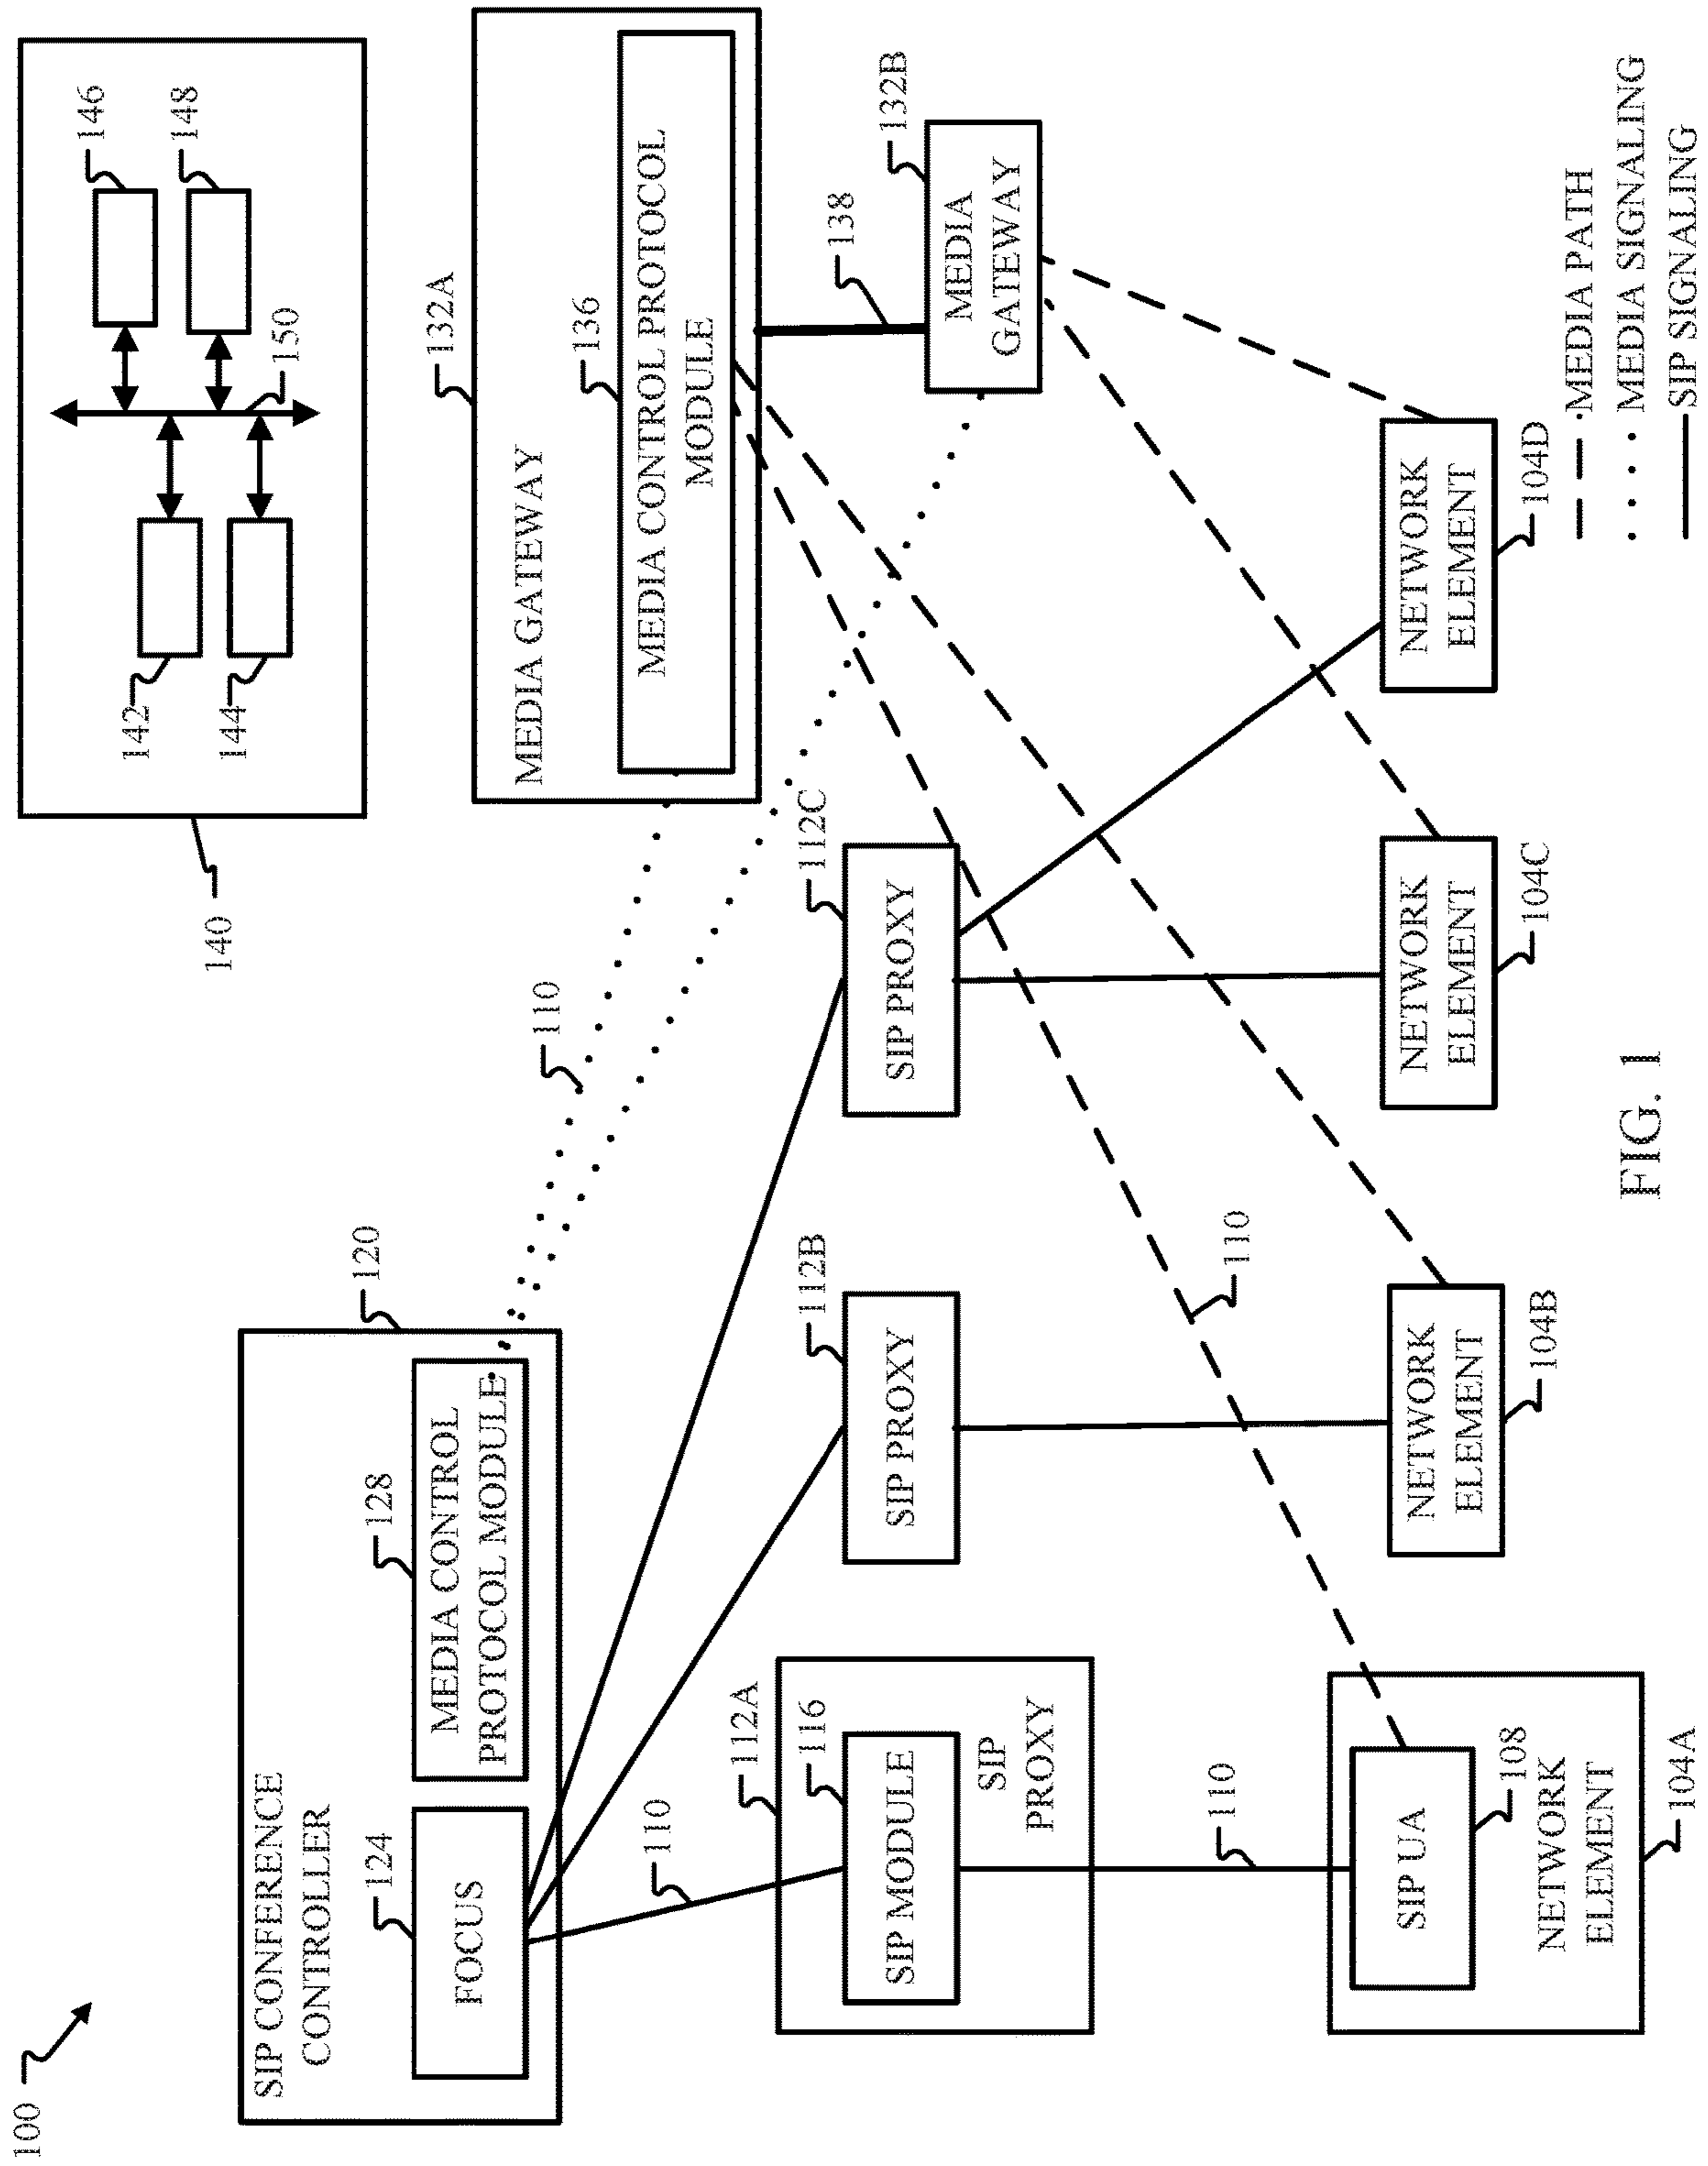 100
SIP CONFERENCE
CONTROLLER
120
124
FOCUS
128
MEDIA CONTROL
PROTOCOL MODULE
140
142
144
146
148
150
132A
MEDIA GATEWAY
136
MEDIA CONTROL PROTOCOL
MODULE
110
110
112A
116
SIP MODULE
SIP
PROXY
112B
SIP PROXY
112C
SIP PROXY
138
132B
MEDIA
GATEWAY
110
110
SIP UA
108
NETWORK
ELEMENT
104A
NETWORK
ELEMENT
104B
NETWORK
ELEMENT
104C
NETWORK
ELEMENT
104D
MEDIA PATH
MEDIA SIGNALING
SIP SIGNALING
FIG. 1